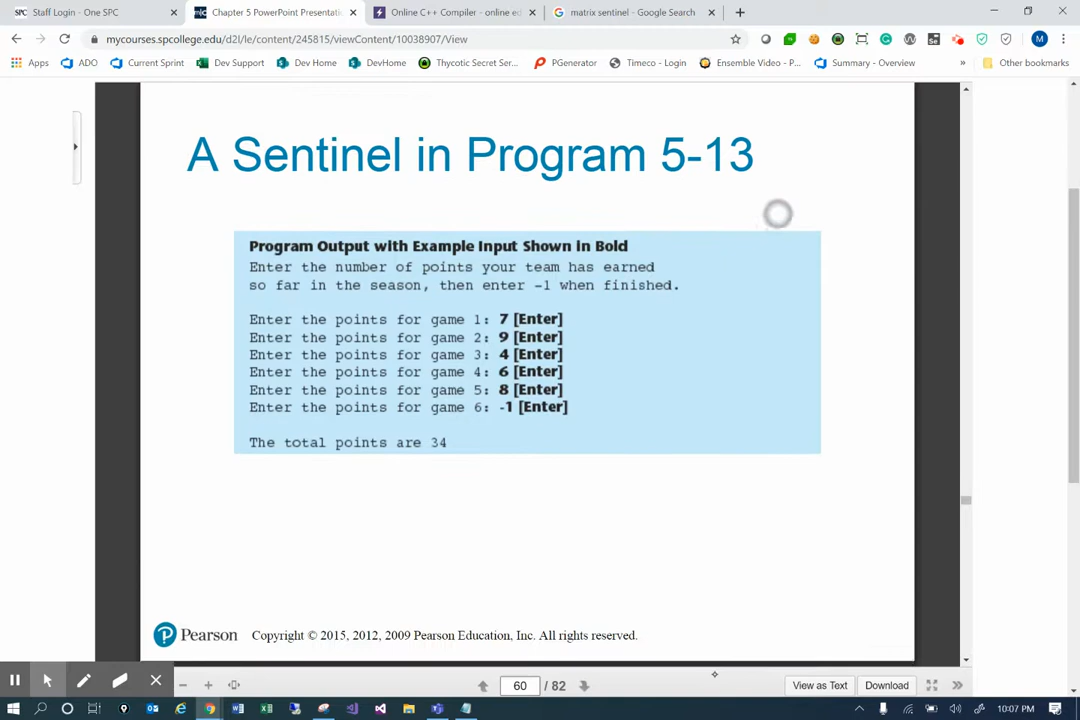 SPC Staff Login - One SPC
Chapter 5 PowerPoint Presentati
Online C++ Compiler - online ed
matrix sentinel - Google Search
mycourses.spcollege.edu/d2l/le/content/245815/viewContent/10038907/View
Apps ADO Current Sprint Dev Support Dev Home DevHome Thycotic Secret Ser... PGenerator Timeco - Login Ensemble Video - P... Summary - Overview » Other bookmarks
A Sentinel in Program 5-13
Program Output with Example Input Shown in Bold
Enter the number of points your team has earned
so far in the season, then enter -1 when finished.
Enter the points for game 1: 7 [Enter]
Enter the points for game 2: 9 [Enter]
Enter the points for game 3: 4 [Enter]
Enter the points for game 4: 6 [Enter]
Enter the points for game 5: 8 [Enter]
Enter the points for game 6: -1 [Enter]
The total points are 34
Pearson
Copyright © 2015, 2012, 2009 Pearson Education, Inc. All rights reserved.
60 / 82
View as Text
Download
10:07 PM